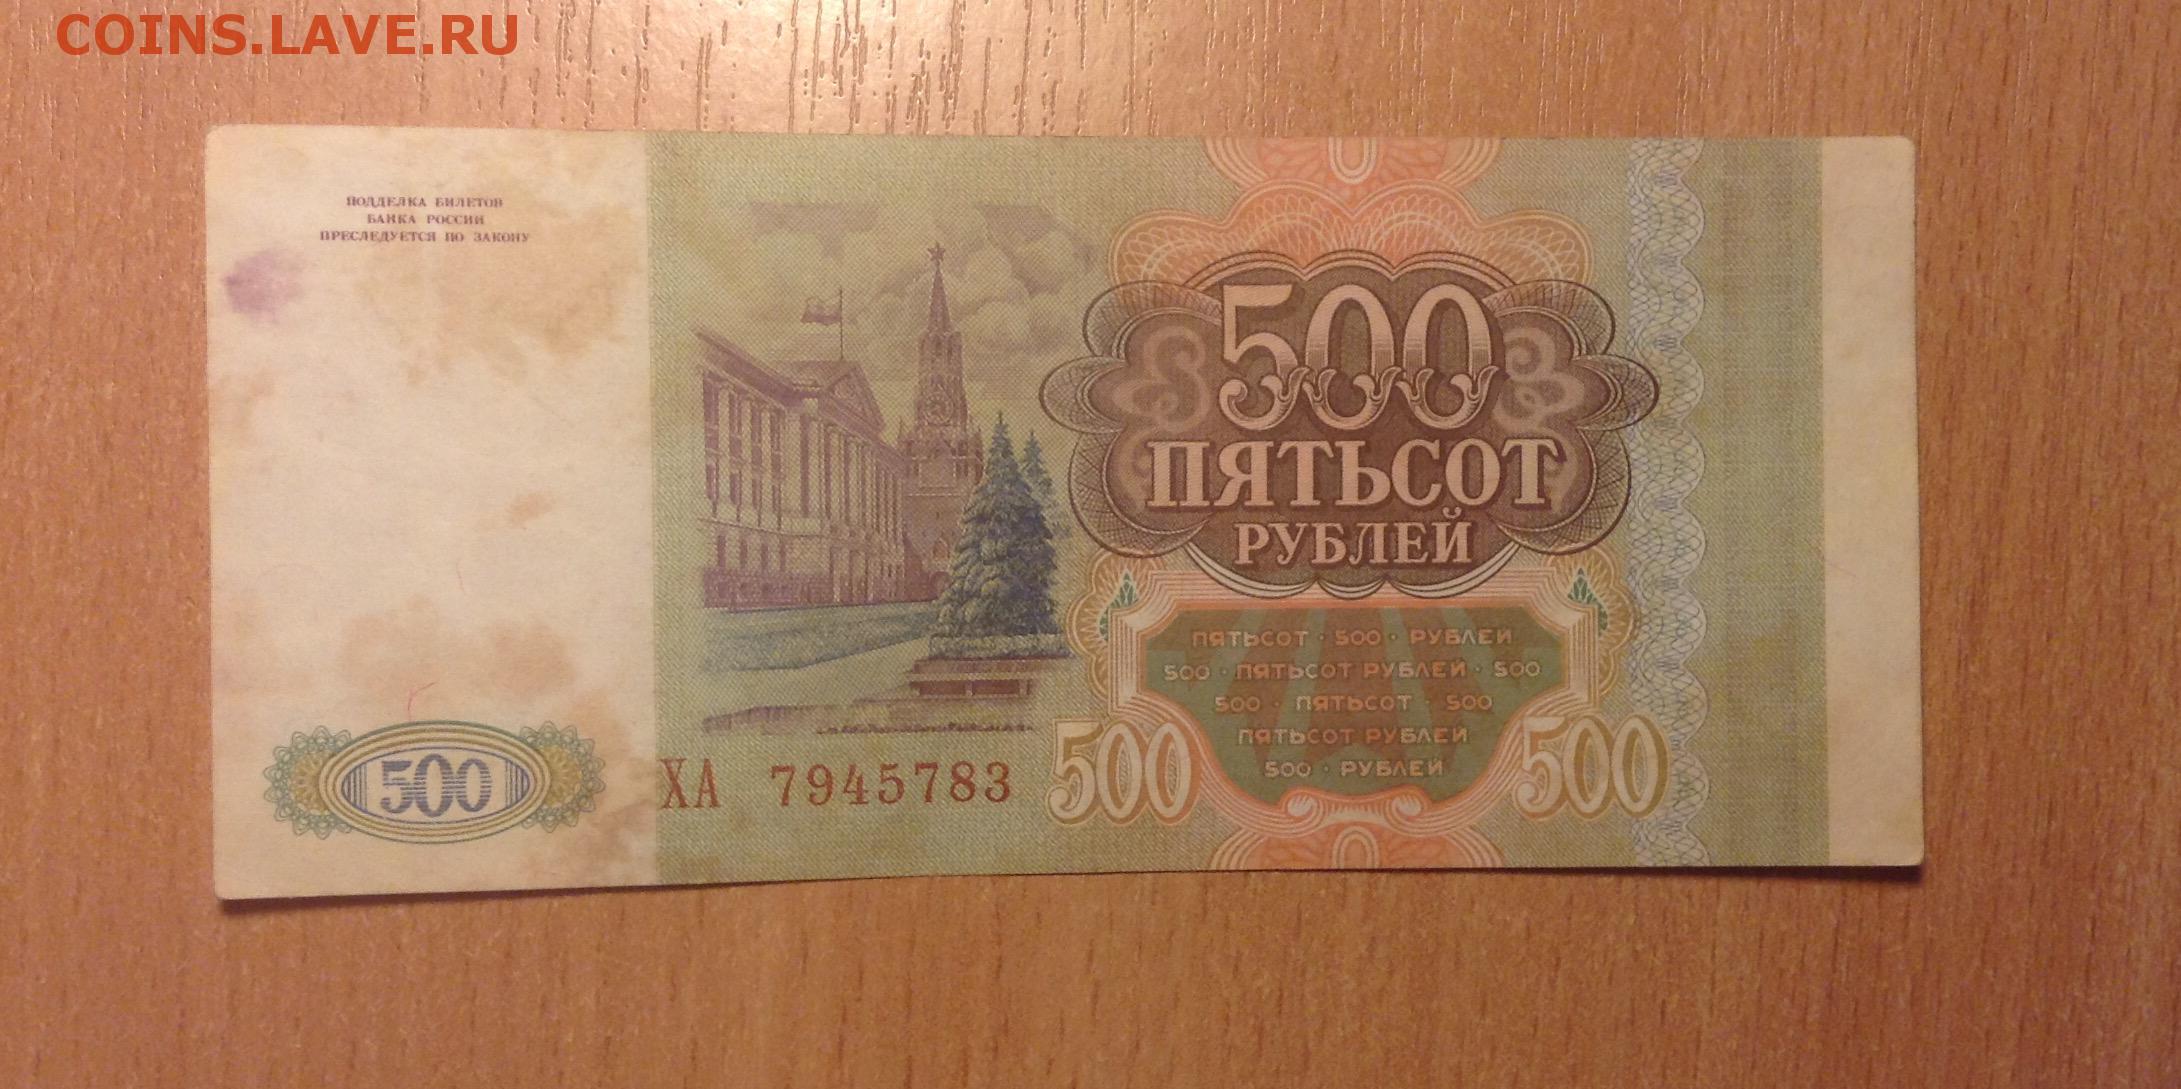 COINS.LAVE.RU
ПОДДЕЛКА БИЛЕТОВ
БАНКА РОССИИ
ПРЕСЛЕДУЕТСЯ ПО ЗАКОНУ
500
ПЯТЬСОТ
РУБЛЕЙ
ПЯТЬСОТ · 500 · РУБЛЕЙ
500 · ПЯТЬСОТ РУБЛЕЙ · 500
500 · ПЯТЬСОТ · 500
ПЯТЬСОТ РУБЛЕЙ
500 · РУБЛЕЙ
500
ХА 7945783
500
500